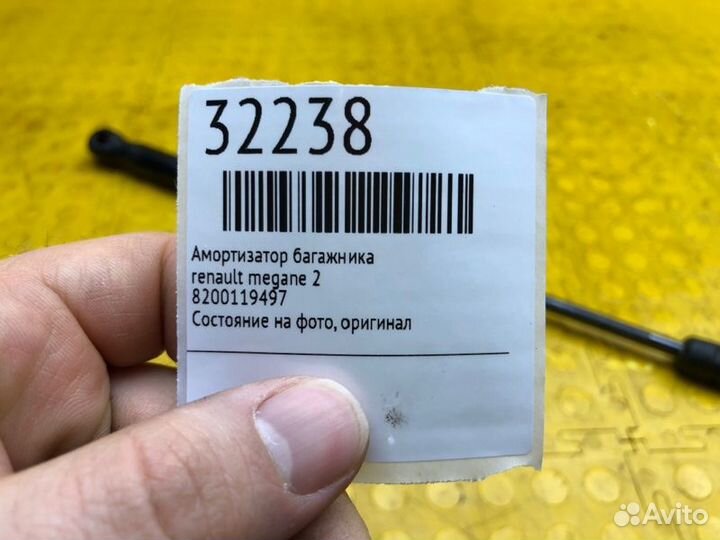 32238
Амортизатор багажника
renault megane 2
8200119497
Состояние на фото, оригинал
Avito